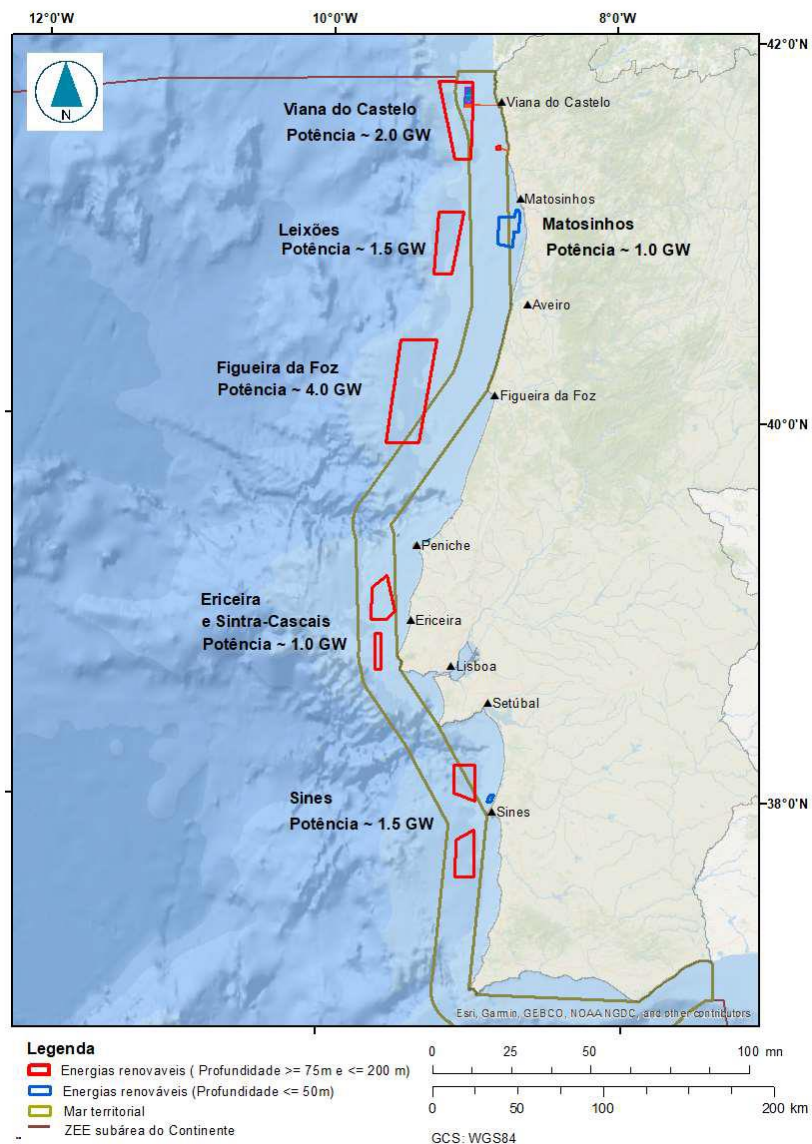 12°0'W
10°0'W
8°0'W
42°0'N
N
Viana do Castelo
Potência ~ 2.0 GW
Viana do Castelo
Matosinhos
Leixões
Potência ~ 1.5 GW
Matosinhos
Potência ~ 1.0 GW
Aveiro
Figueira da Foz
Potência ~ 4.0 GW
Figueira da Foz
40°0'N
Peniche
Ericeira
e Sintra-Cascais
Potência ~ 1.0 GW
Ericeira
Lisboa
Setúbal
Sines
Potência ~ 1.5 GW
Sines
38°0'N
Esri, Garmin, GEBCO, NOAA NGDC, and other contributors
Legenda
Energias renovaveis ( Profundidade >= 75m e <= 200 m)
Energias renováveis (Profundidade <= 50m)
Mar territorial
ZEE subárea do Continente
0 25 50 100 mn
0 50 100 200 km
GCS: WGS84